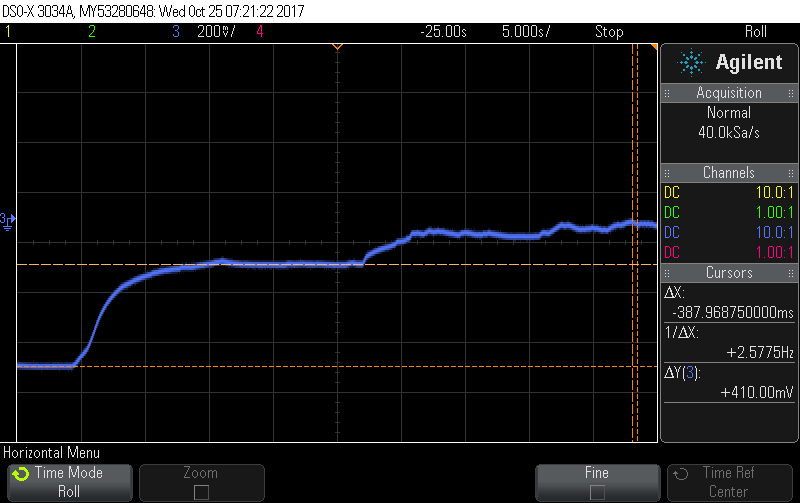 DSO-X 3034A, MY53280648: Wed Oct 25 07:21:22 2017
1 2 3 200mV/ 4 -25.00s 5.000s/ Stop Roll
Agilent
Acquisition
Normal
40.0kSa/s
Channels
DC 10.0:1
DC 1.00:1
DC 10.0:1
DC 1.00:1
Cursors
ΔX:
-387.968750000ms
1/ΔX:
+2.5775Hz
ΔY(3):
+410.00mV
3
Horizontal Menu
Time Mode
Roll
Zoom
Fine
Time Ref
Center